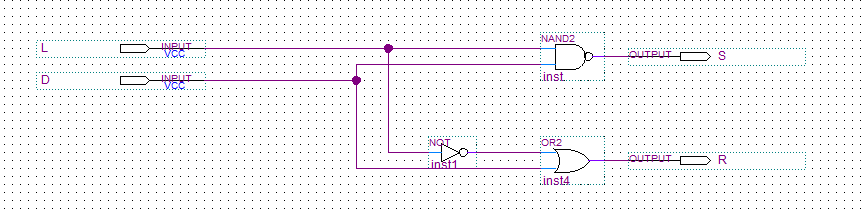 NAND2
L INPUT VCC OUTPUT S
inst
D INPUT VCC
NOT OR2
inst1 OUTPUT R
inst4